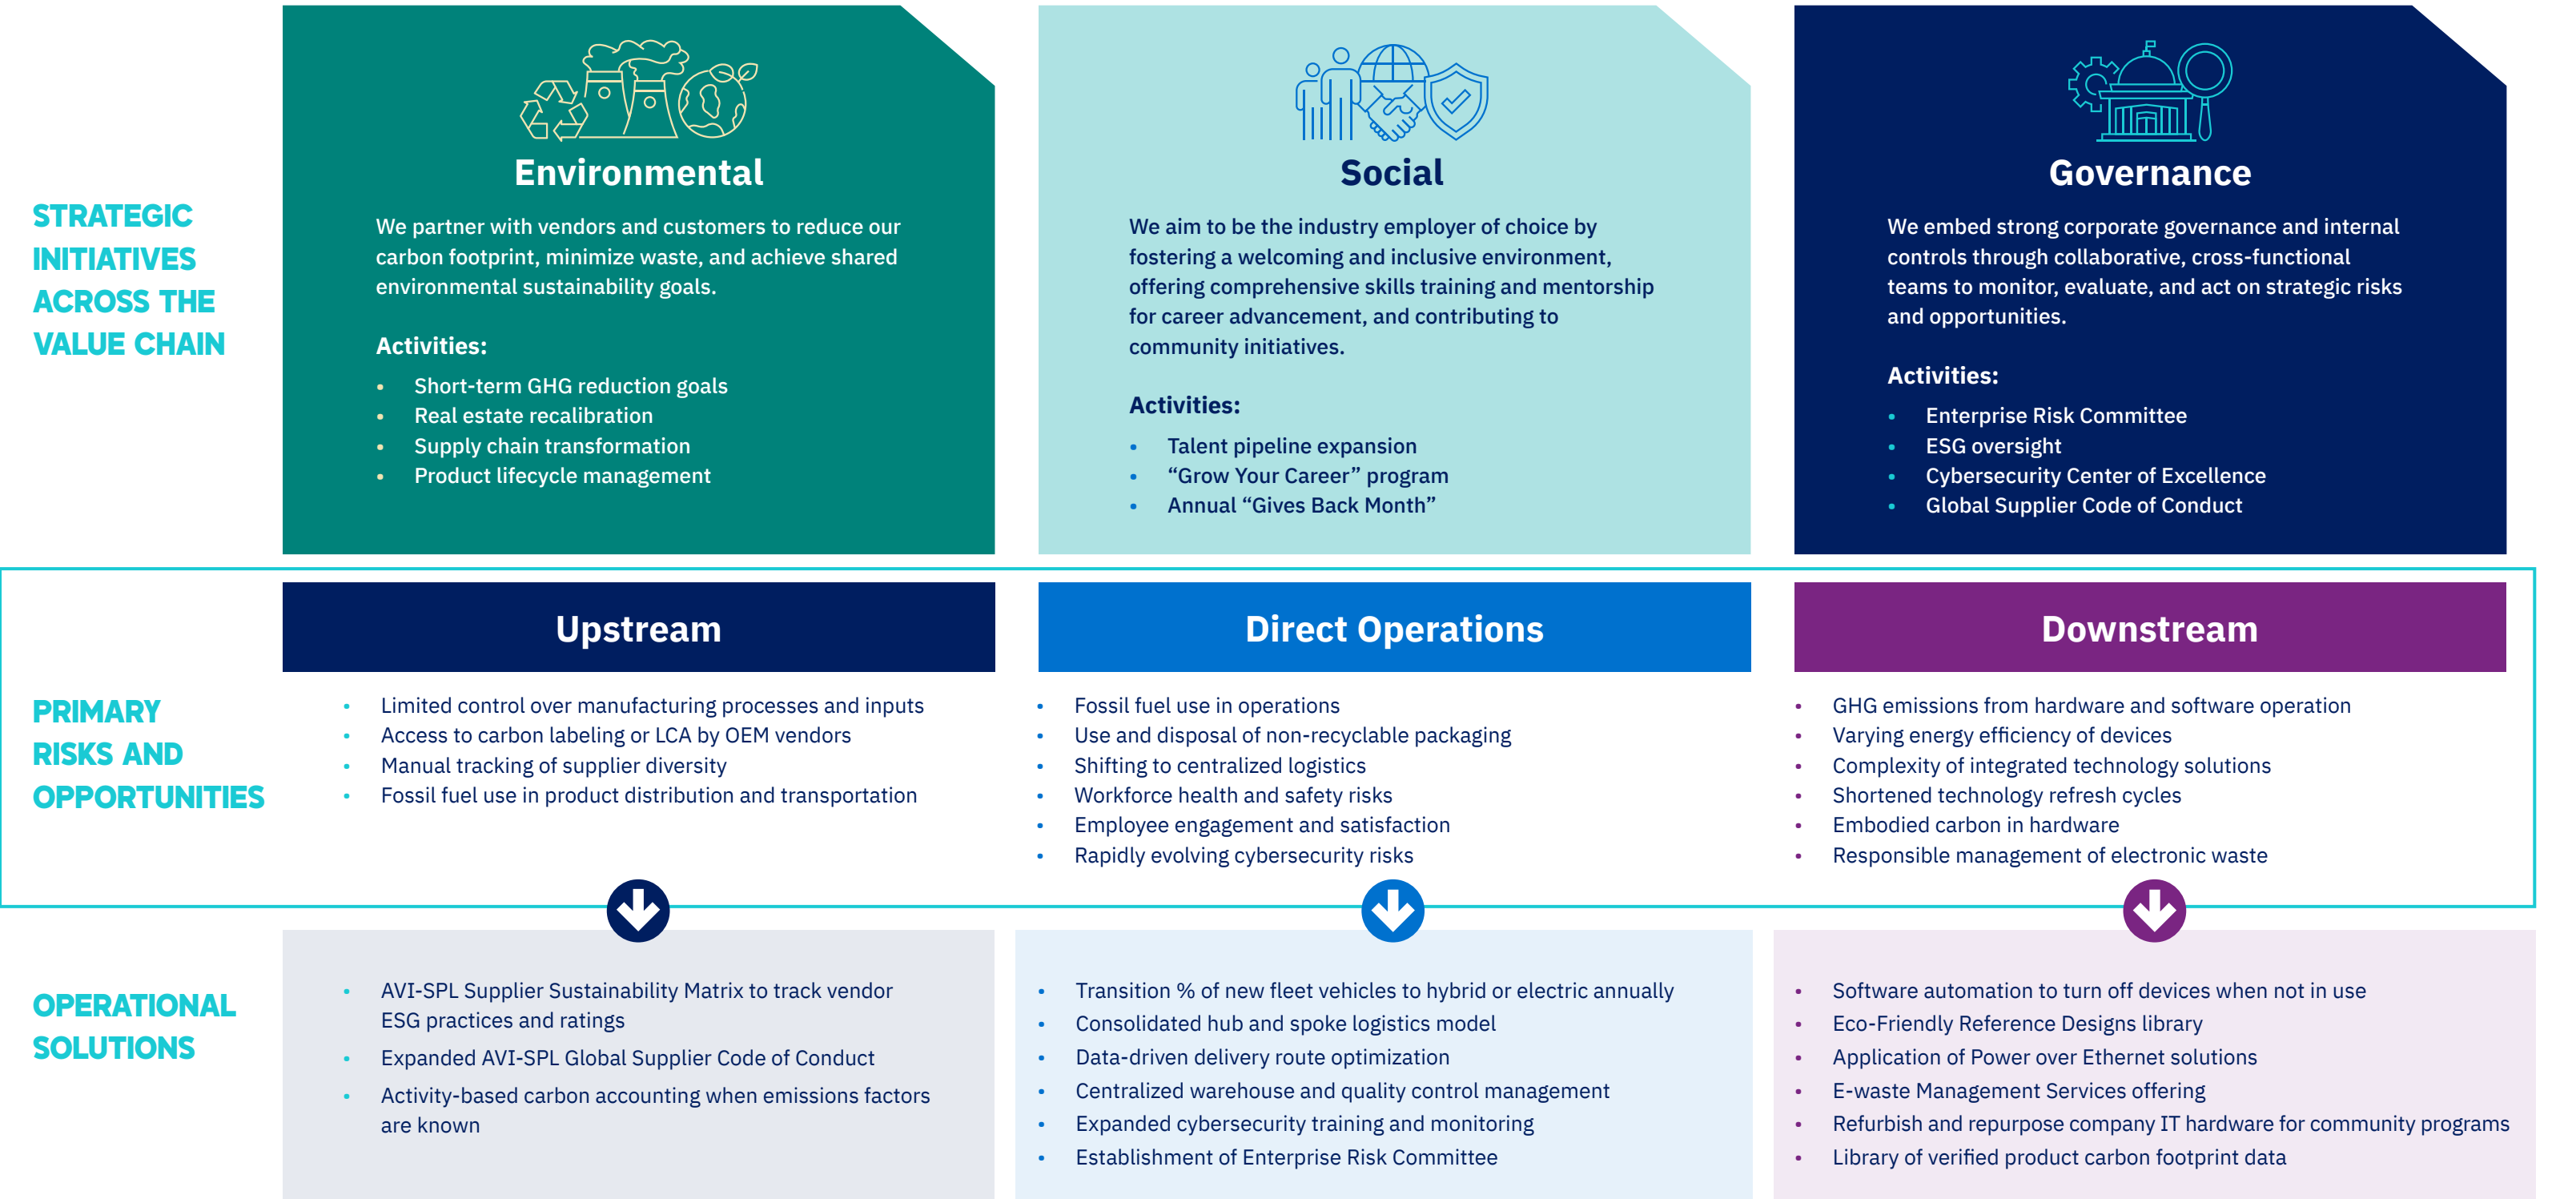 STRATEGIC
INITIATIVES
ACROSS THE
VALUE CHAIN
Environmental
We partner with vendors and customers to reduce our
carbon footprint, minimize waste, and achieve shared
environmental sustainability goals.
Activities:
• Short-term GHG reduction goals
• Real estate recalibration
• Supply chain transformation
• Product lifecycle management
Social
We aim to be the industry employer of choice by
fostering a welcoming and inclusive environment,
offering comprehensive skills training and mentorship
for career advancement, and contributing to
community initiatives.
Activities:
• Talent pipeline expansion
• “Grow Your Career” program
• Annual “Gives Back Month”
Governance
We embed strong corporate governance and internal
controls through collaborative, cross-functional
teams to monitor, evaluate, and act on strategic risks
and opportunities.
Activities:
• Enterprise Risk Committee
• ESG oversight
• Cybersecurity Center of Excellence
• Global Supplier Code of Conduct
PRIMARY
RISKS AND
OPPORTUNITIES
Upstream
• Limited control over manufacturing processes and inputs
• Access to carbon labeling or LCA by OEM vendors
• Manual tracking of supplier diversity
• Fossil fuel use in product distribution and transportation
Direct Operations
• Fossil fuel use in operations
• Use and disposal of non-recyclable packaging
• Shifting to centralized logistics
• Workforce health and safety risks
• Employee engagement and satisfaction
• Rapidly evolving cybersecurity risks
Downstream
• GHG emissions from hardware and software operation
• Varying energy efficiency of devices
• Complexity of integrated technology solutions
• Shortened technology refresh cycles
• Embodied carbon in hardware
• Responsible management of electronic waste
OPERATIONAL
SOLUTIONS
• AVI-SPL Supplier Sustainability Matrix to track vendor
ESG practices and ratings
• Expanded AVI-SPL Global Supplier Code of Conduct
• Activity-based carbon accounting when emissions factors
are known
• Transition % of new fleet vehicles to hybrid or electric annually
• Consolidated hub and spoke logistics model
• Data-driven delivery route optimization
• Centralized warehouse and quality control management
• Expanded cybersecurity training and monitoring
• Establishment of Enterprise Risk Committee
• Software automation to turn off devices when not in use
• Eco-Friendly Reference Designs library
• Application of Power over Ethernet solutions
• E-waste Management Services offering
• Refurbish and repurpose company IT hardware for community programs
• Library of verified product carbon footprint data